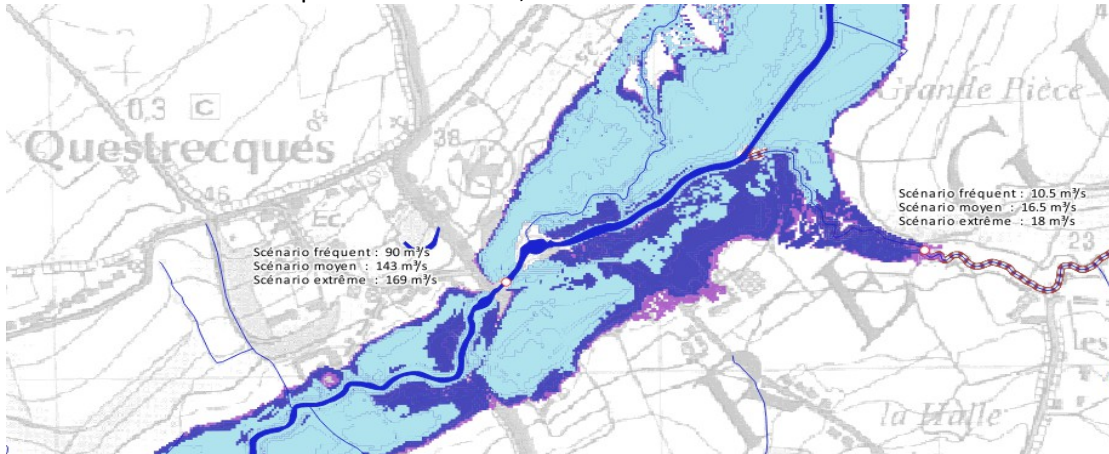 Grande Pièce
0,3 C
Questrecques
38
46
Scénario fréquent : 10.5 m³/s
Scénario moyen : 16.5 m³/s
Scénario extrême : 18 m³/s
23
Scénario fréquent : 90 m³/s
Scénario moyen : 143 m³/s
Scénario extrême : 169 m³/s
les
la Halle